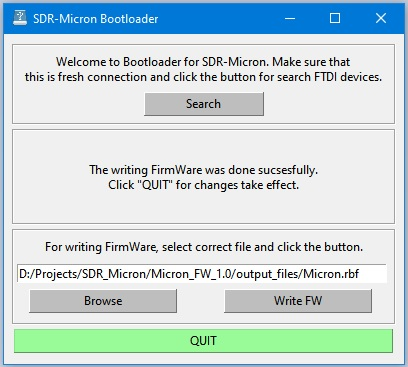 SDR-Micron Bootloader
Welcome to Bootloader for SDR-Micron. Make sure that
this is fresh connection and click the button for search FTDI devices.
Search
The writing FirmWare was done sucsesfully.
Click "QUIT" for changes take effect.
For writing FirmWare, select correct file and click the button.
D:/Projects/SDR_Micron/Micron_FW_1.0/output_files/Micron.rbf
Browse
Write FW
QUIT